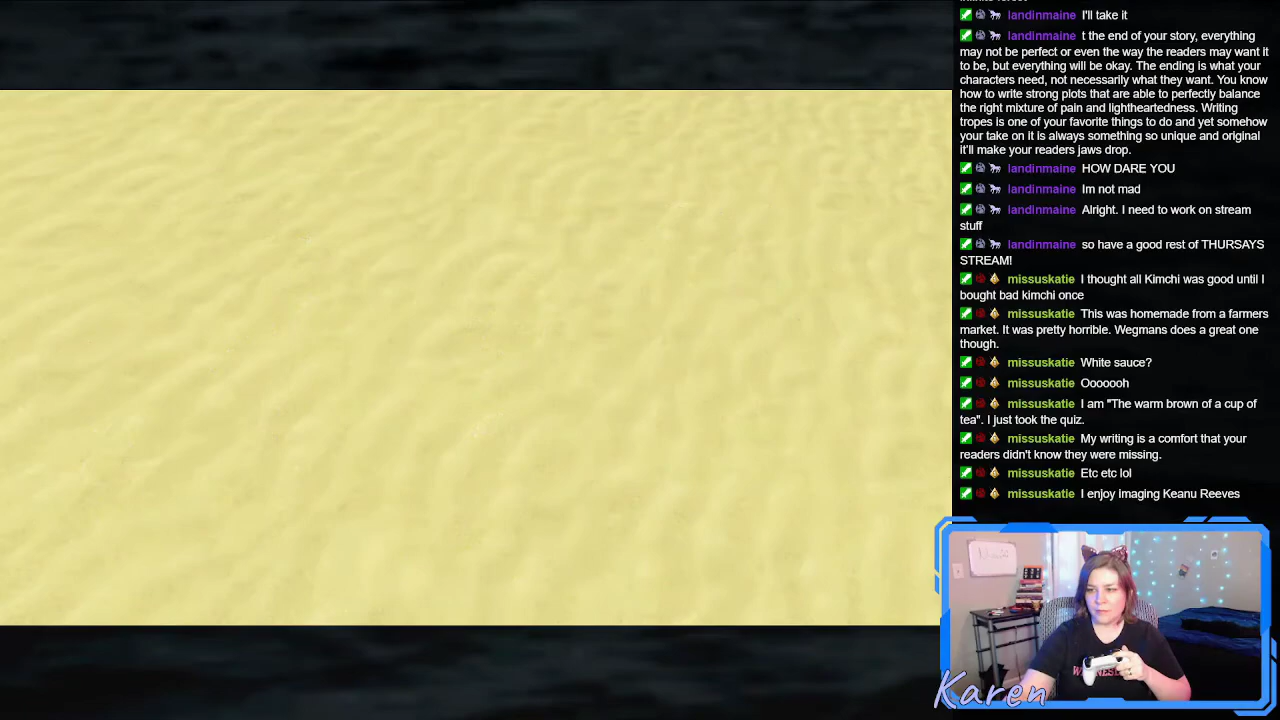 landinmaine I'll take it
landinmaine t the end of your story, everything
may not be perfect or even the way the readers may want it
to be, but everything will be okay. The ending is what your
characters need, not necessarily what they want. You know
how to write strong plots that are able to perfectly balance
the right mixture of pain and lightheartedness. Writing
tropes is one of your favorite things to do and yet somehow
your take on it is always something so unique and original
it'll make your readers jaws drop.
landinmaine HOW DARE YOU
landinmaine Im not mad
landinmaine Alright. I need to work on stream
stuff
landinmaine so have a good rest of THURSAYS
STREAM!
missuskatie I thought all Kimchi was good until I
bought bad kimchi once
missuskatie This was homemade from a farmers
market. It was pretty horrible. Wegmans does a great one
though.
missuskatie White sauce?
missuskatie Ooooooh
missuskatie I am "The warm brown of a cup of
tea". I just took the quiz.
missuskatie My writing is a comfort that your
readers didn't know they were missing.
missuskatie Etc etc lol
missuskatie I enjoy imaging Keanu Reeves
Karen